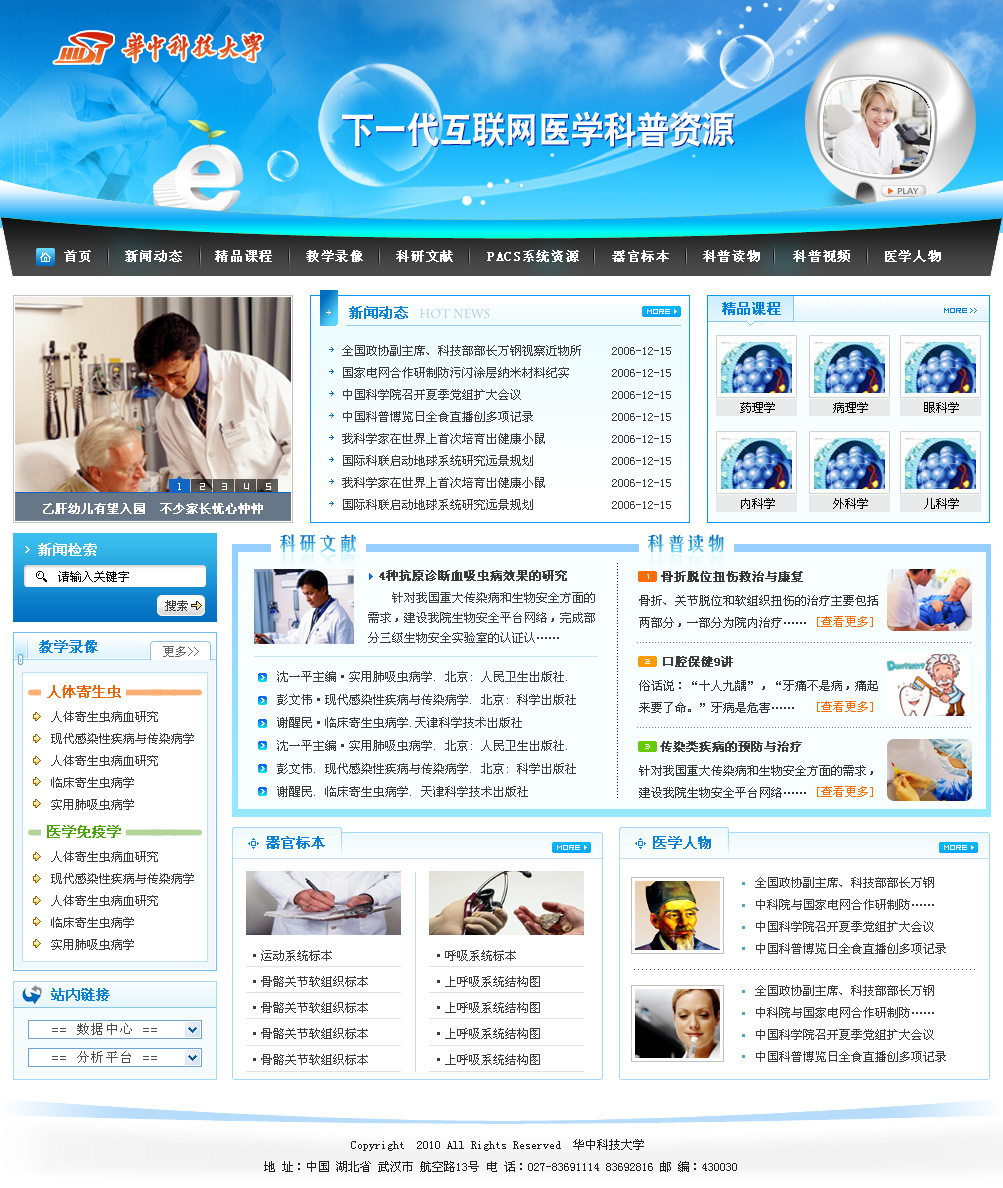 HUST 華中科技大學
下一代互联网医学科普资源
PLAY
首页 新闻动态 精品课程 教学录像 科研文献 PACS系统资源 器官标本 科普读物 科普视频 医学人物
1 2 3 4 5
乙肝幼儿有望入园 不少家长忧心忡忡
新闻动态 HOT NEWS MORE
全国政协副主席、科技部部长万钢视察近物所 2006-12-15
国家电网合作研制防污闪涂层纳米材料纪实 2006-12-15
中国科学院召开夏季党组扩大会议 2006-12-15
中国科普博览日全食直播创多项记录 2006-12-15
我科学家在世界上首次培育出健康小鼠 2006-12-15
国际科联启动地球系统研究远景规划 2006-12-15
我科学家在世界上首次培育出健康小鼠 2006-12-15
国际科联启动地球系统研究远景规划 2006-12-15
精品课程 MORE>>
药理学 病理学 眼科学
内科学 外科学 儿科学
新闻检索
请输入关键字
搜索
教学录像 更多>>
人体寄生虫
人体寄生虫病血研究
现代感染性疾病与传染病学
人体寄生虫病血研究
临床寄生虫病学
实用肺吸虫病学
医学免疫学
人体寄生虫病血研究
现代感染性疾病与传染病学
人体寄生虫病血研究
临床寄生虫病学
实用肺吸虫病学
站内链接
== 数据中心 ==
== 分析平台 ==
科研文献
4种抗原诊断血吸虫病效果的研究
针对我国重大传染病和生物安全方面的
需求，建设我院生物安全平台网络，完成部
分三级生物安全实验室的认证认……
沈一平主编·实用肺吸虫病学. 北京：人民卫生出版社.
彭文伟·现代感染性疾病与传染病学. 北京：科学出版社
谢醒民·临床寄生虫病学.天津科学技术出版社
沈一平主编·实用肺吸虫病学. 北京：人民卫生出版社.
彭文伟. 现代感染性疾病与传染病学. 北京：科学出版社
谢醒民. 临床寄生虫病学. 天津科学技术出版社
科普读物
1 骨折脱位扭伤救治与康复
骨折、关节脱位和软组织扭伤的治疗主要包括
两部分，一部分为院内治疗…… [查看更多]
2 口腔保健9讲
俗话说：“十人九龋”，“牙痛不是病，痛起
来要了命。”牙病是危害…… [查看更多]
3 传染类疾病的预防与治疗
针对我国重大传染病和生物安全方面的需求，
建设我院生物安全平台网络…… [查看更多]
器官标本 MORE
运动系统标本
骨骼关节软组织标本
骨骼关节软组织标本
骨骼关节软组织标本
骨骼关节软组织标本
呼吸系统标本
上呼吸系统结构图
上呼吸系统结构图
上呼吸系统结构图
上呼吸系统结构图
医学人物 MORE
全国政协副主席、科技部部长万钢
中科院与国家电网合作研制防……
中国科学院召开夏季党组扩大会议
中国科普博览日全食直播创多项记录
全国政协副主席、科技部部长万钢
中科院与国家电网合作研制防……
中国科学院召开夏季党组扩大会议
中国科普博览日全食直播创多项记录
Copyright 2010 All Rights Reserved 华中科技大学
地 址：中国 湖北省 武汉市 航空路13号 电 话：027-83691114 83692816 邮 编：430030